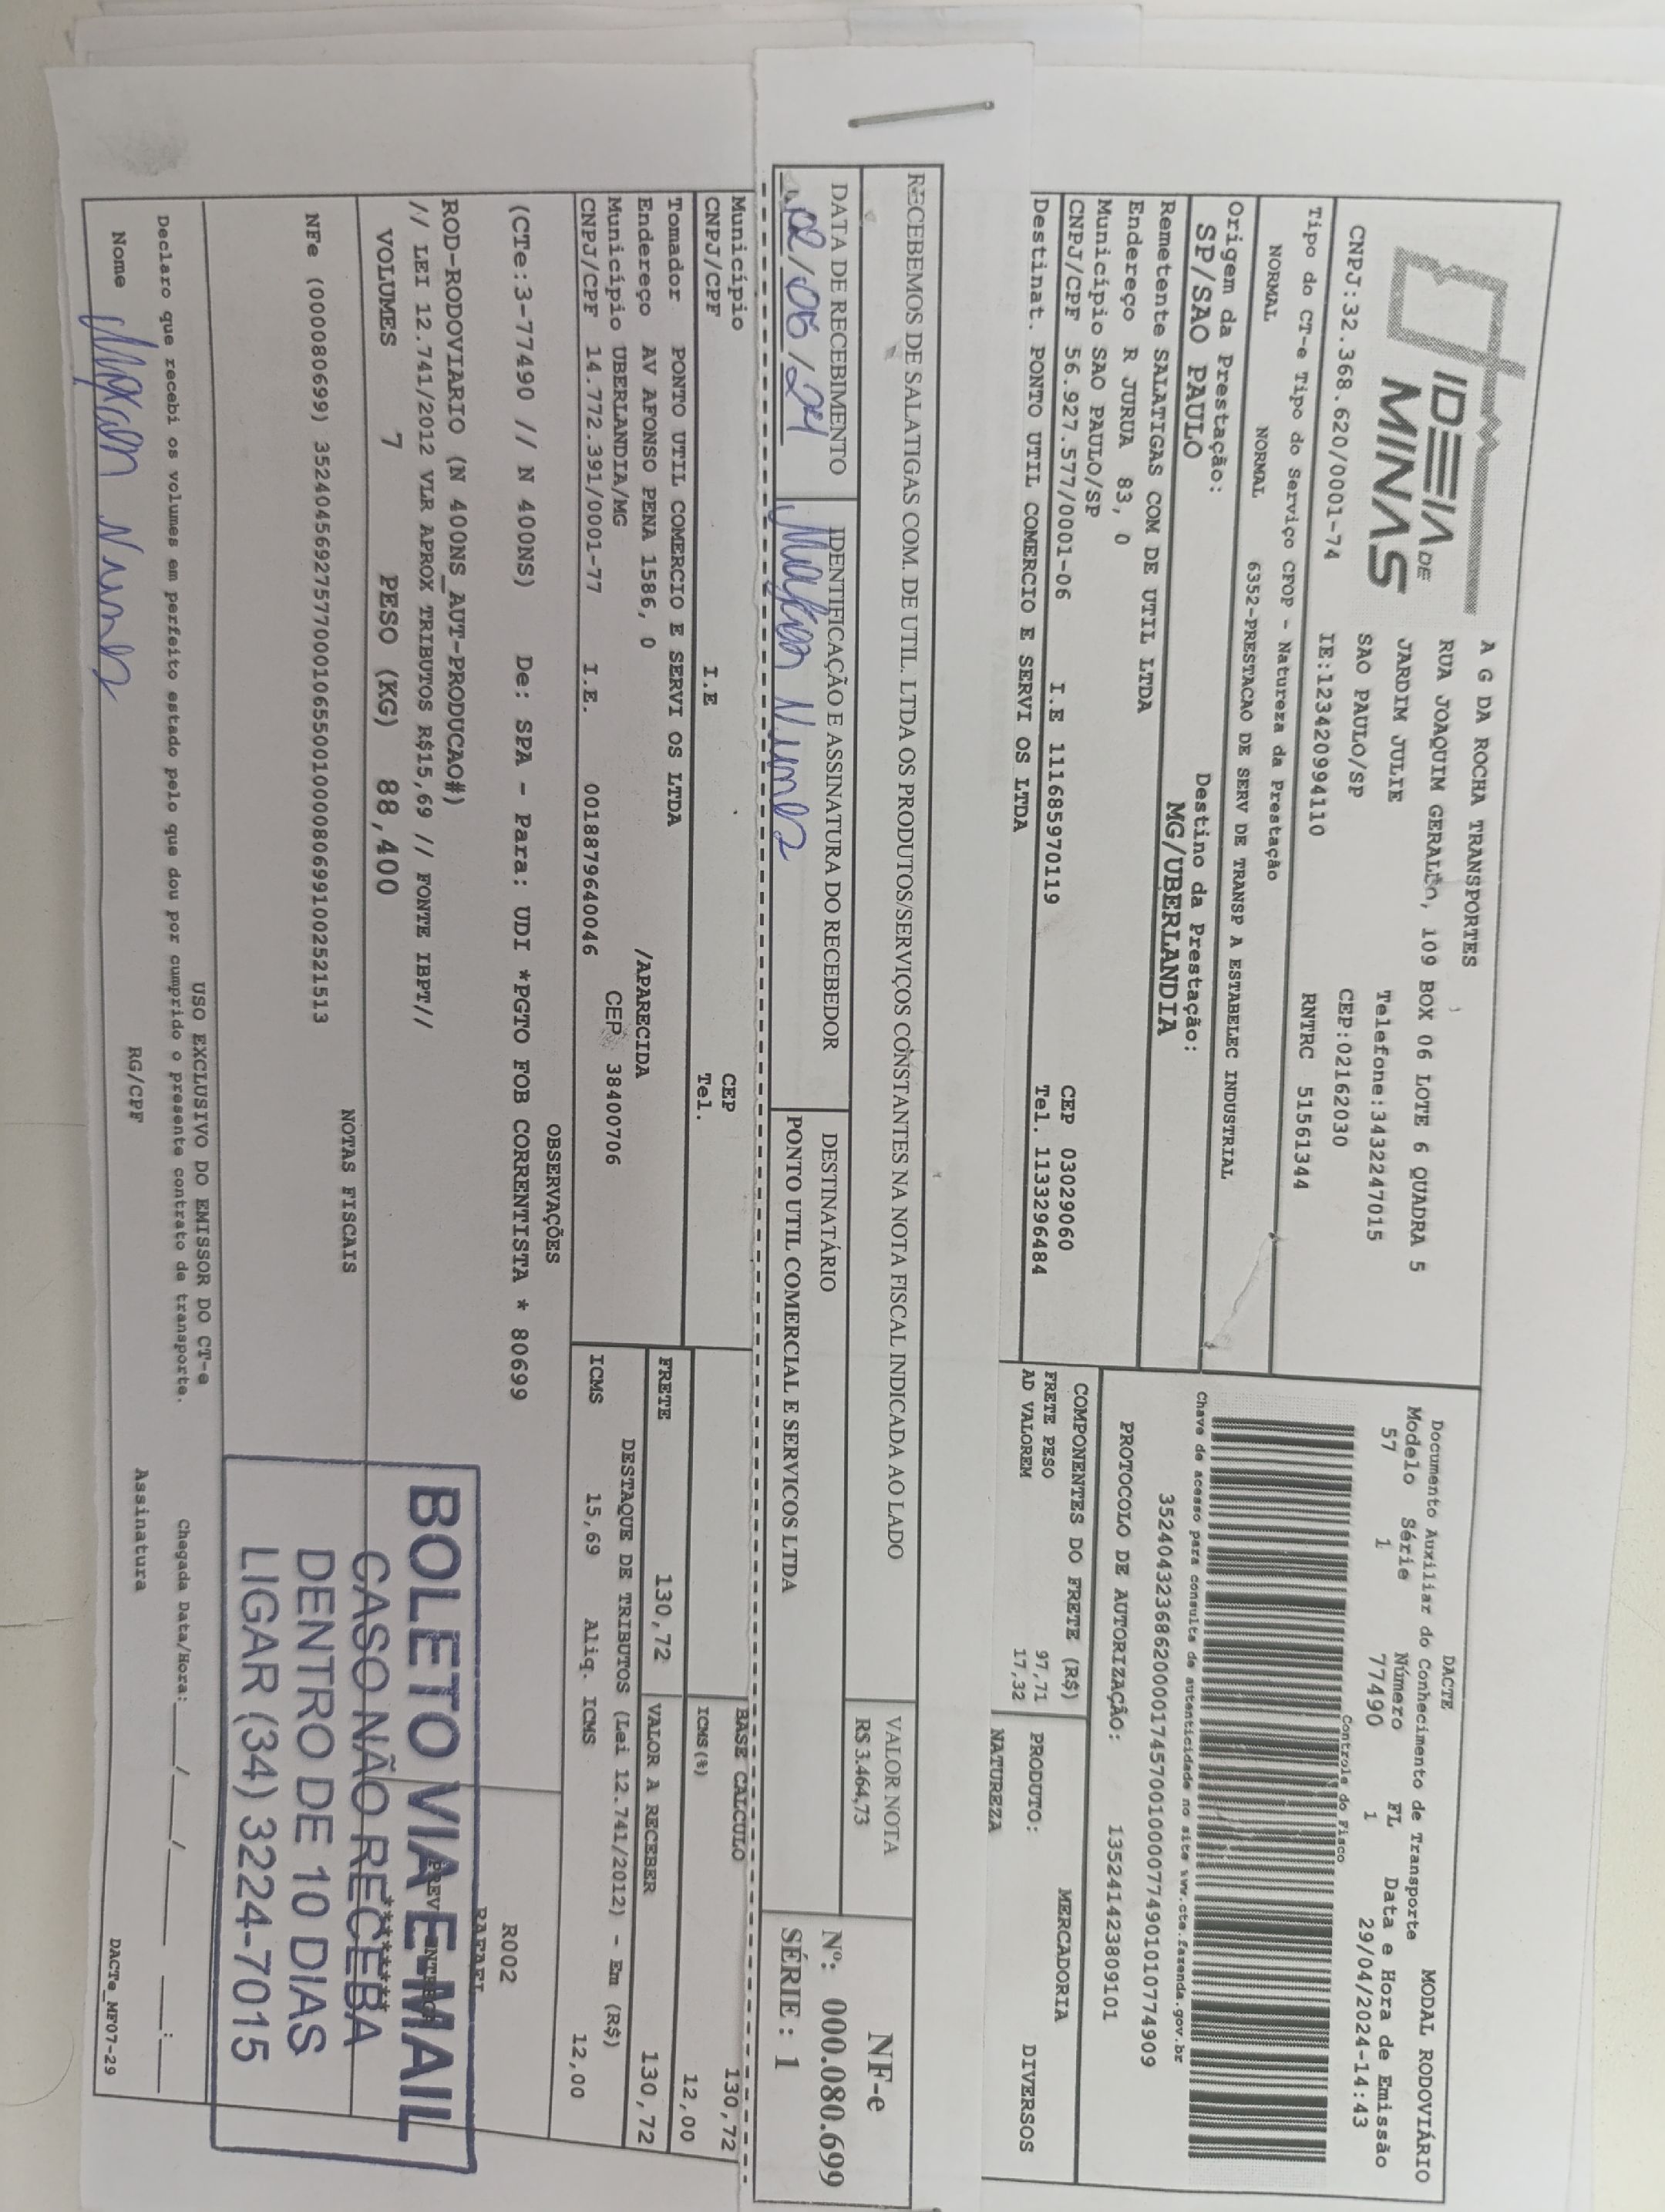 IDEIA DE
MINAS
A G DA ROCHA TRANSPORTES
RUA JOAQUIM GERALDO, 109 BOX 06 LOTE 6 QUADRA 5
JARDIM JULIE Telefone:3432247015
SAO PAULO/SP CEP:02162030
CNPJ:32.368.620/0001-74 IE:123420994110 RNTRC 51561344
Tipo do CT-e Tipo do Serviço CFOP - Natureza da Prestação
NORMAL NORMAL 6352-PRESTACAO DE SERV DE TRANSP A ESTABELEC INDUSTRIAL
Origem da Prestação: Destino da Prestação:
SP/SAO PAULO MG/UBERLANDIA
Remetente SALATIGAS COM DE UTIL LTDA
Endereço R JURUA 83, 0
Município SAO PAULO/SP CEP 03029060
CNPJ/CPF 56.927.577/0001-06 I.E 111685970119 Tel. 1133296484
Destinat. PONTO UTIL COMERCIO E SERVI OS LTDA
DACTE MODAL RODOVIÁRIO
Documento Auxiliar do Conhecimento de Transporte
Modelo Série Número FL Data e Hora de Emissão
57 1 77490 1 29/04/2024-14:43
Controle do Fisco
Chave de acesso para consulta de autenticidade no site www.cte.fazenda.gov.br
35240432368620000174570010000774901010774909
PROTOCOLO DE AUTORIZAÇÃO: 135241423809101
COMPONENTES DO FRETE (R$) MERCADORIA
FRETE PESO 97,71 PRODUTO: DIVERSOS
AD VALOREM 17,32 NATUREZA
RECEBEMOS DE SALATIGAS COM. DE UTIL. LTDA OS PRODUTOS/SERVIÇOS CONSTANTES NA NOTA FISCAL INDICADA AO LADO
VALOR NOTA
R$ 3.464,73
NF-e
Nº: 000.080.699
SÉRIE : 1
DATA DE RECEBIMENTO IDENTIFICAÇÃO E ASSINATURA DO RECEBEDOR DESTINATÁRIO
02/05/24 PONTO UTIL COMERCIAL E SERVICOS LTDA
Município CEP
CNPJ/CPF I.E Tel.
Tomador PONTO UTIL COMERCIO E SERVI OS LTDA
Endereço AV AFONSO PENA 1586, 0 /APARECIDA
Município UBERLANDIA/MG CEP 38400706
CNPJ/CPF 14.772.391/0001-77 I.E. 0018879640046
BASE CALCULO 130,72
ICMS(%) 12,00
FRETE 130,72 VALOR A RECEBER 130,72
DESTAQUE DE TRIBUTOS (Lei 12.741/2012) - Em (R$)
ICMS 15,69 Aliq. ICMS 12,00
OBSERVAÇÕES
(CTe:3-77490 // N 400NS) De: SPA - Para: UDI *PGTO FOB CORRENTISTA * 80699
R002
RAFAEL
ROD-RODOVIARIO (N 400NS_AUT-PRODUCAO#)
// LEI 12.741/2012 VLR APROX TRIBUTOS R$15,69 // FONTE IBPT//
VOLUMES 7 PESO (KG) 88,400
NOTAS FISCAIS
NFe (000080699) 35240456927577000106550010000806991002521513
BOLETO VIA E-MAIL
CASO NÃO RECEBA
DENTRO DE 10 DIAS
LIGAR (34) 3224-7015
USO EXCLUSIVO DO EMISSOR DO CT-e
Declaro que recebi os volumes em perfeito estado pelo que dou por cumprido o presente contrato de transporte. Chegada Data/Hora:____/____/____ ____:____
Nome RG/CPF Assinatura
DACTe_MF07-29